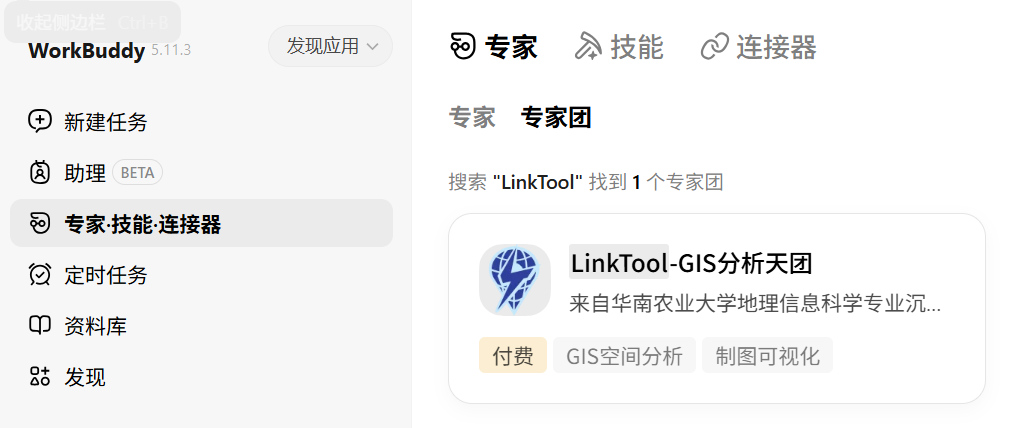 收起侧边栏 Ctrl+B
WorkBuddy 5.11.3
发现应用
新建任务
助理 BETA
专家·技能·连接器
定时任务
资料库
发现
专家 技能 连接器
专家 专家团
搜索 "LinkTool" 找到 1 个专家团
LinkTool-GIS分析天团
来自华南农业大学地理信息科学专业沉...
付费 GIS空间分析 制图可视化